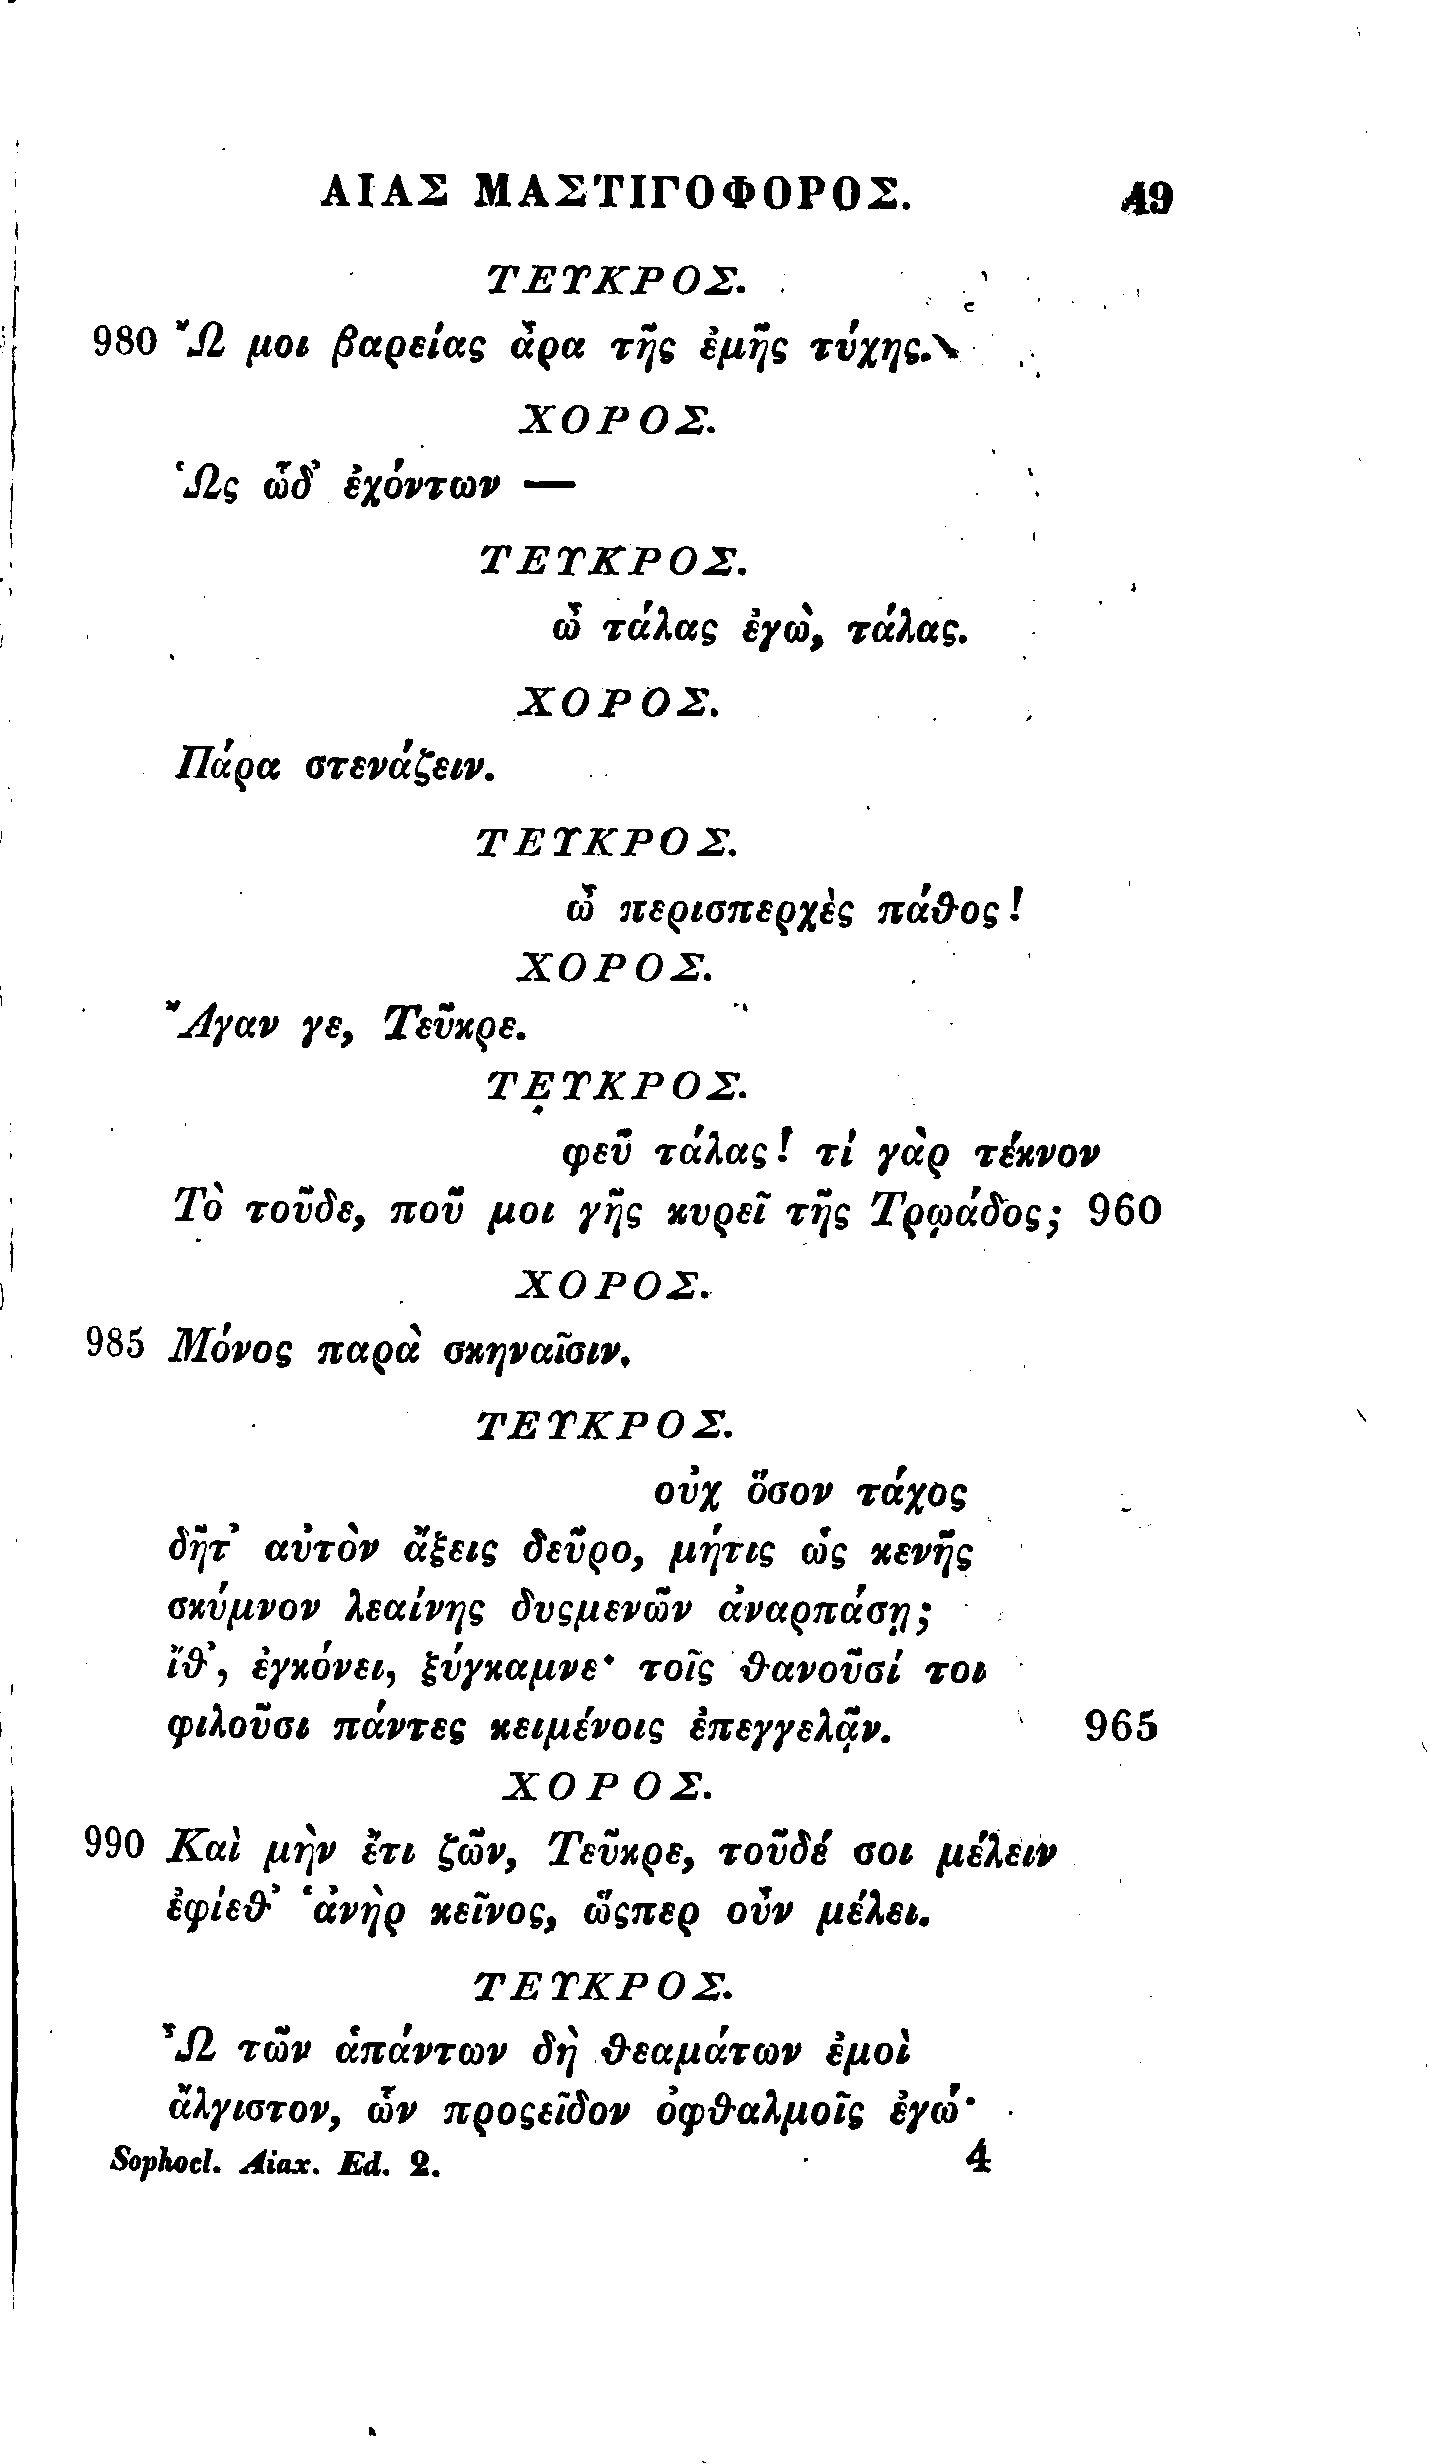 ΑΙΑΣ ΜΑΣΤΙΓΟΦΟΡΟΣ. 49
ΤΕΥΚΡΟΣ.
980 Ὤ μοι βαρείας ἆρα τῆς ἐμῆς τύχης.
ΧΟΡΟΣ.
Ὡς ὧδ᾽ ἐχόντων —
ΤΕΥΚΡΟΣ.
ὦ τάλας ἐγὼ, τάλας.
ΧΟΡΟΣ.
Πάρα στενάζειν.
ΤΕΥΚΡΟΣ.
ὦ περισπερχὲς πάϑος!
ΧΟΡΟΣ.
Ἄγαν γε, Τεῦκρε.
ΤΕΥΚΡΟΣ.
φεῦ τάλας! τί γὰρ τέκνον
Τὸ τοῦδε, ποῦ μοι γῆς κυρεῖ τῆς Τρῳάδος; 960
ΧΟΡΟΣ.
985 Μόνος παρὰ σκηναῖσιν.
ΤΕΥΚΡΟΣ.
οὐχ ὅσον τάχος
δῆτ᾽ αὐτὸν ἄξεις δεῦρο, μήτις ὡς κενῆς
σκύμνον λεαίνης δυςμενῶν ἀναρπάσῃ;
ἴϑ᾽, ἐγκόνει, ξύγκαμνε· τοῖς ϑανοῦσί τοι
φιλοῦσι πάντες κειμένοις ἐπεγγελᾷν. 965
ΧΟΡΟΣ.
990 Καὶ μὴν ἔτι ζῶν, Τεῦκρε, τοῦδέ σοι μέλειν
ἐφίεϑ᾽ ῾ἀνὴρ κεῖνος, ὥςπερ οὖν μέλει.
ΤΕΥΚΡΟΣ.
Ὦ τῶν ἁπάντων δὴ ϑεαμάτων ἐμοὶ
ἄλγιστον, ὧν προςεῖδον ὀφϑαλμοῖς ἐγώ·
Sophocl. Aiax. Ed. 2. 4